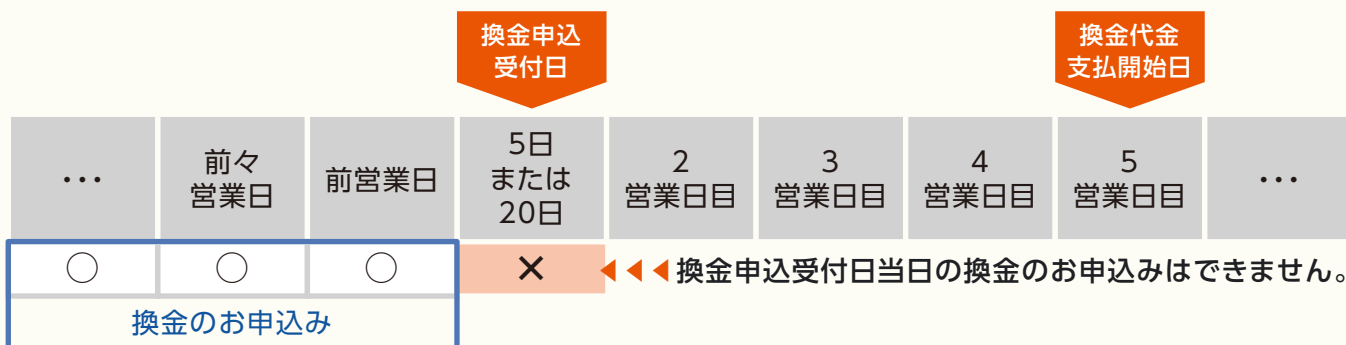 換金申込
受付日
換金代金
支払開始日
…
前々
営業日
前営業日
5日
または
20日
2
営業日目
3
営業日目
4
営業日目
5
営業日目
…
○
○
○
×
換金申込受付日当日の換金のお申込みはできません。
換金のお申込み